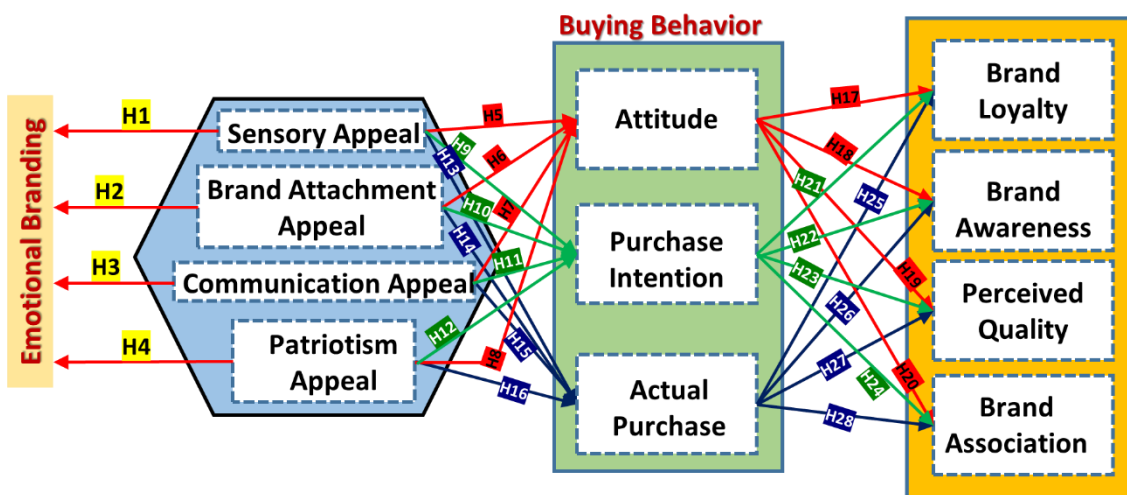 Buying Behavior
Emotional Branding
H1
H2
H3
H4
Sensory Appeal
Brand Attachment
Appeal
Communication Appeal
Patriotism
Appeal
H5
H9
H13
H6
H10
H7
H14
H11
H12
H8
H15
H16
Attitude
Purchase
Intention
Actual
Purchase
H17
H18
H21
H25
H22
H23
H19
H26
H27
H24
H20
H28
Brand
Loyalty
Brand
Awareness
Perceived
Quality
Brand
Association